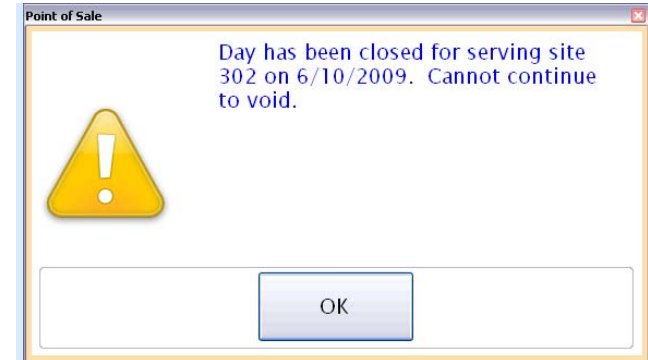 Point of Sale
Day has been closed for serving site
302 on 6/10/2009.  Cannot continue
to void.
OK